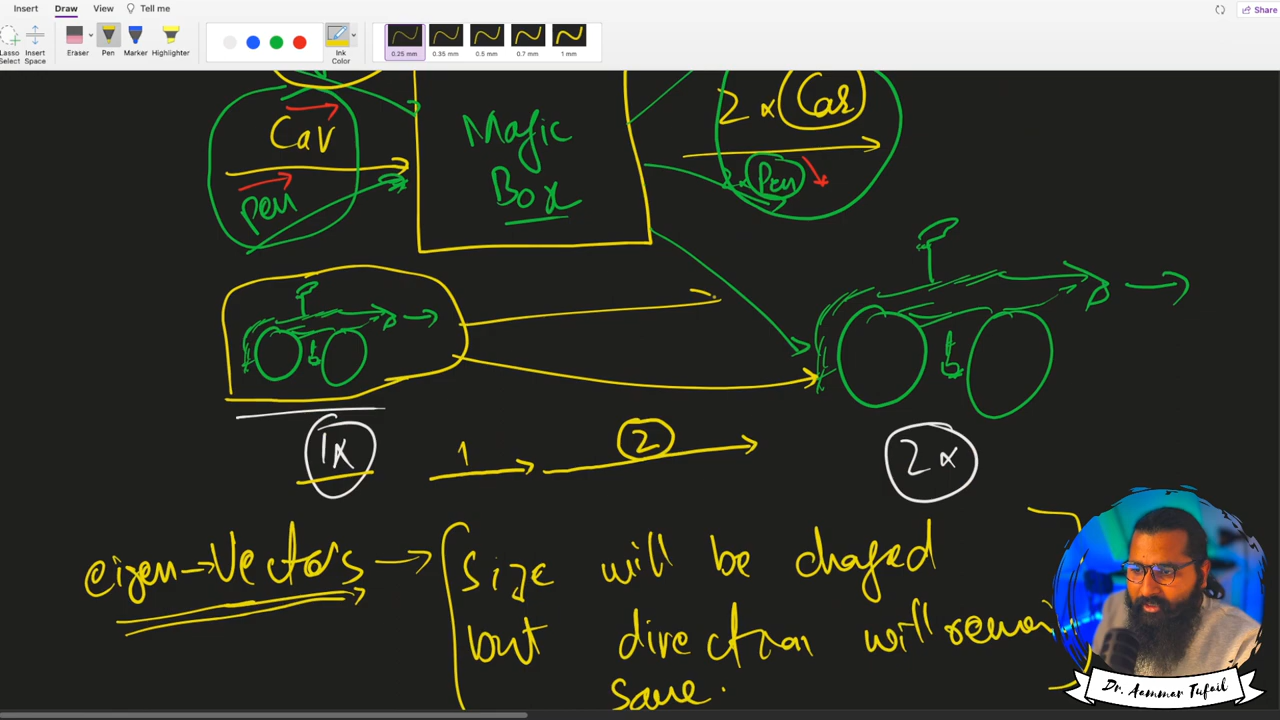 Insert Draw View Tell me
Share
Lasso Select
Insert Space
Eraser
Pen
Marker
Highlighter
Ink Color
0.25 mm
0.35 mm
0.5 mm
0.7 mm
1 mm
Car
Pen
Magic
Box
2 x Car
2x Pen
1x
1
2
2x
eigen-Vectors
Size will be chaged
but direction will remai
same.
Dr. Aammar Tufail